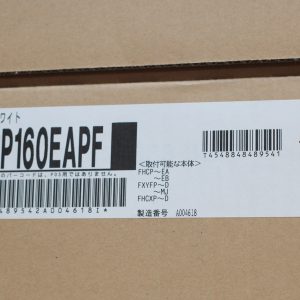 ワイト
P160EAPF
のバーコードは、POS用ではありません。
489542A004618I*
<取付可能な本体>
FHCP～EA
～EB
FXYFP～O
～MJ
FHCXP～D
製造番号 A004618
T4548848489541